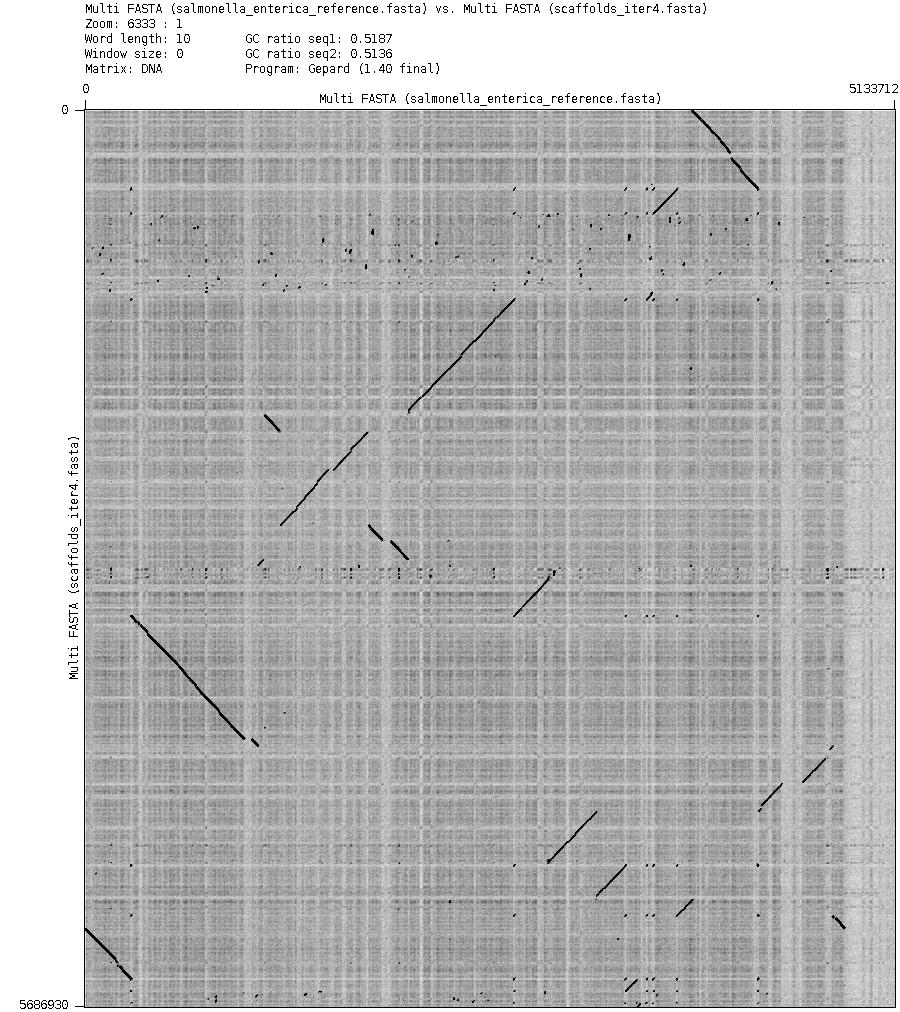 Multi FASTA (salmonella_enterica_reference.fasta) vs. Multi FASTA (scaffolds_iter4.fasta)
Zoom: 6333 : 1
Word length: 10 GC ratio seq1: 0.5187
Window size: 0 GC ratio seq2: 0.5136
Matrix: DNA Program: Gepard (1.40 final)
0 5133712
Multi FASTA (salmonella_enterica_reference.fasta)
0
Multi FASTA (scaffolds_iter4.fasta)
5686930